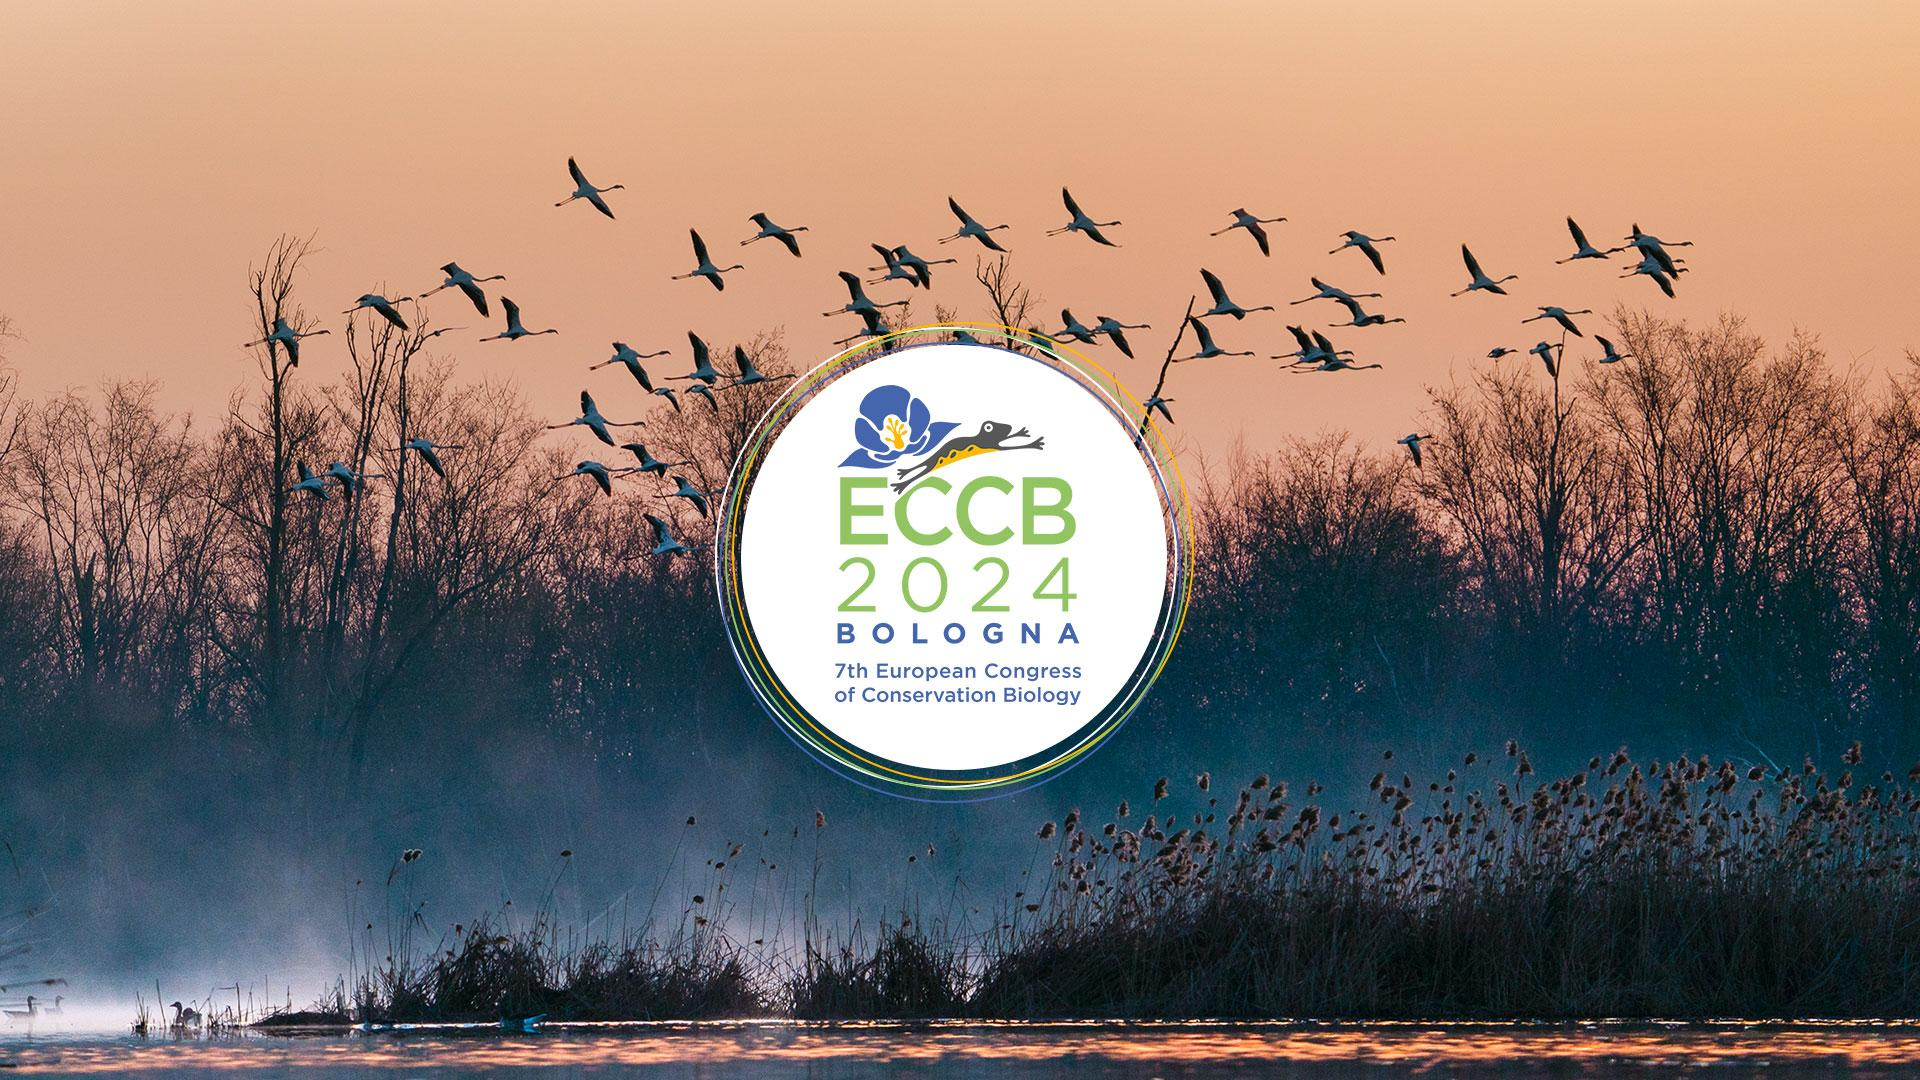 ECCB
2024
BOLOGNA
7th European Congress
of Conservation Biology